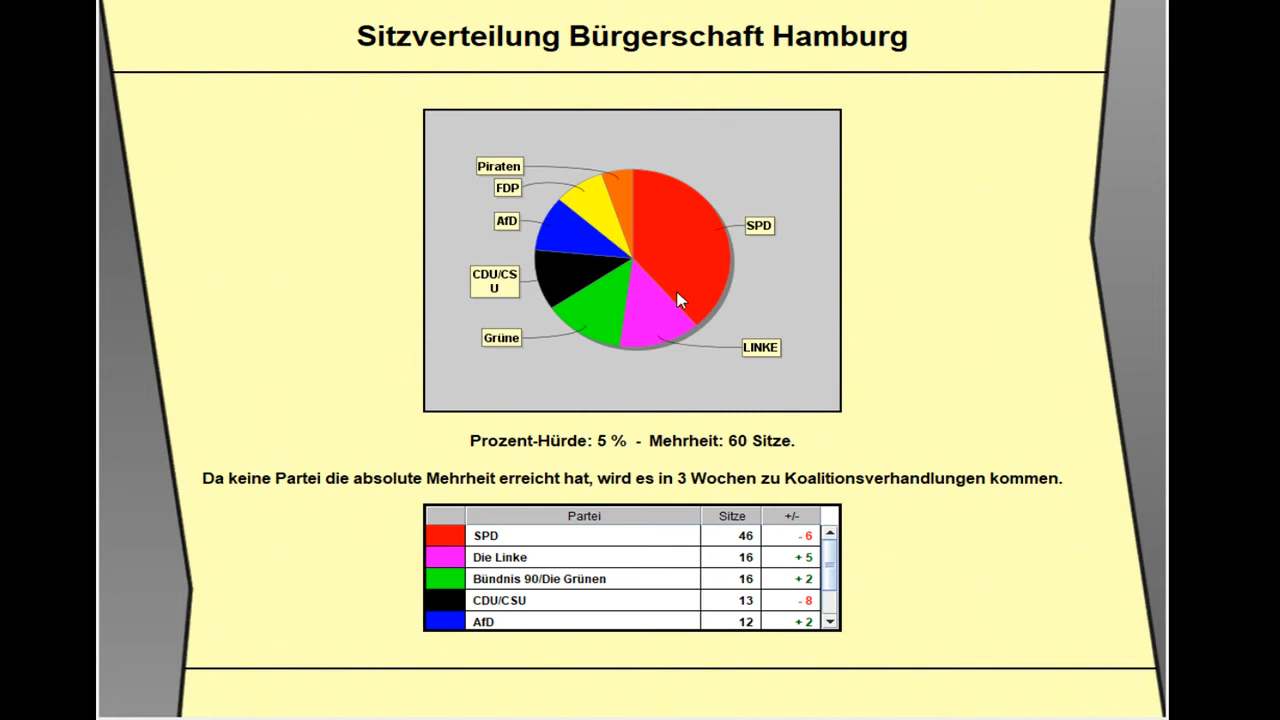 Sitzverteilung Bürgerschaft Hamburg
Piraten
FDP
AfD
SPD
CDU/CS
U
Grüne
LINKE
Prozent-Hürde: 5 % - Mehrheit: 60 Sitze.
Da keine Partei die absolute Mehrheit erreicht hat, wird es in 3 Wochen zu Koalitionsverhandlungen kommen.
Partei Sitze +/-
SPD 46 - 6
Die Linke 16 + 5
Bündnis 90/Die Grünen 16 + 2
CDU/CSU 13 - 8
AfD 12 + 2